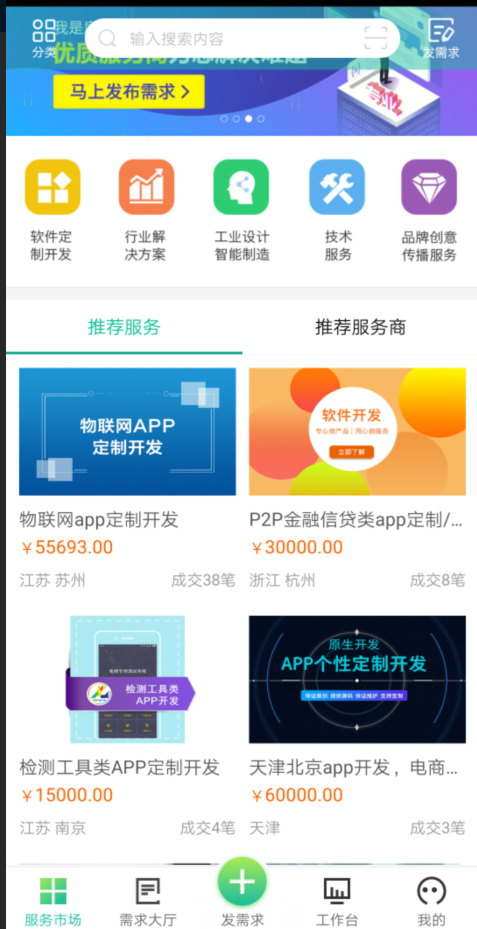 我是
分类
输入搜索内容
发需求
马上发布需求
软件定
制开发
行业解
决方案
工业设计
智能制造
技术
服务
品牌创意
传播服务
推荐服务
推荐服务商
物联网APP
定制开发
软件开发
专心做产品 | 用心做服务
立即了解
物联网app定制开发
￥55693.00
江苏 苏州
成交38笔
P2P金融信贷类app定制/...
￥30000.00
浙江 杭州
成交8笔
检测工具类
APP开发
原生开发
APP个性定制开发
保证原创 提供源码 保证维护 支持定制
检测工具类APP定制开发
￥15000.00
江苏 南京
成交4笔
天津北京app开发，电商...
￥60000.00
天津
成交3笔
服务市场
需求大厅
发需求
工作台
我的